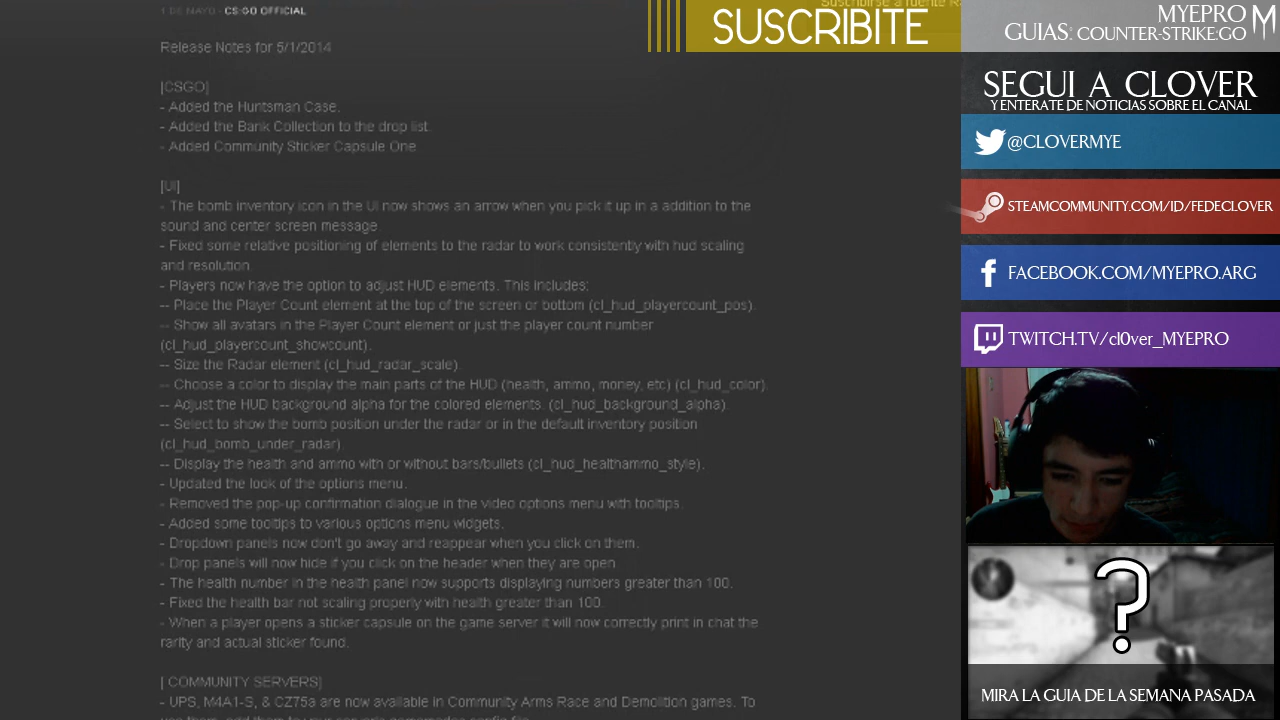 1 DE MAYO - CS:GO OFFICIAL
Release Notes for 5/1/2014
[CSGO]
- Added the Huntsman Case.
- Added the Bank Collection to the drop list.
- Added Community Sticker Capsule One
[UI]
- The bomb inventory icon in the UI now shows an arrow when you pick it up in a addition to the
sound and center screen message
- Fixed some relative positioning of elements to the radar to work consistently with hud scaling
and resolution.
- Players now have the option to adjust HUD elements. This includes:
-- Place the Player Count element at the top of the screen or bottom (cl_hud_playercount_pos).
-- Show all avatars in the Player Count element or just the player count number
(cl_hud_playercount_showcount).
-- Size the Radar element (cl_hud_radar_scale).
-- Choose a color to display the main parts of the HUD (health, ammo, money, etc) (cl_hud_color).
-- Adjust the HUD background alpha for the colored elements. (cl_hud_background_alpha).
-- Select to show the bomb position under the radar or in the default inventory position
(cl_hud_bomb_under_radar).
-- Display the health and ammo with or without bars/bullets (cl_hud_healthammo_style).
- Updated the look of the options menu.
- Removed the pop-up confirmation dialogue in the video options menu with tooltips.
- Added some tooltips to various options menu widgets.
- Dropdown panels now don't go away and reappear when you click on them.
- Drop panels will now hide if you click on the header when they are open.
- The health number in the health panel now supports displaying numbers greater than 100.
- Fixed the health bar not scaling properly with health greater than 100.
- When a player opens a sticker capsule on the game server it will now correctly print in chat the
rarity and actual sticker found.
[ COMMUNITY SERVERS]
- UPS, M4A1-S, & CZ75a are now available in Community Arms Race and Demolition games. To
Suscribirse a fuente
SUSCRIBITE
MYEPRO
GUIAS: COUNTER-STRIKE:GO
SEGUI A CLOVER
Y ENTERATE DE NOTICIAS SOBRE EL CANAL
@CLOVERMYE
STEAMCOMMUNITY.COM/ID/FEDECLOVER
FACEBOOK.COM/MYEPRO.ARG
TWITCH.TV/cl0ver_MYEPRO
?
MIRA LA GUIA DE LA SEMANA PASADA